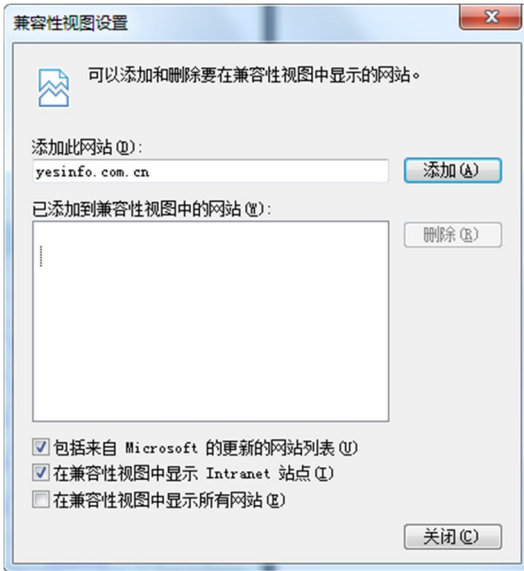 兼容性视图设置
可以添加和删除要在兼容性视图中显示的网站。
添加此网站(D):
yesinfo.com.cn
添加(A)
已添加到兼容性视图中的网站(W):
删除(R)
包括来自 Microsoft 的更新的网站列表(U)
在兼容性视图中显示 Intranet 站点(I)
在兼容性视图中显示所有网站(E)
关闭(C)